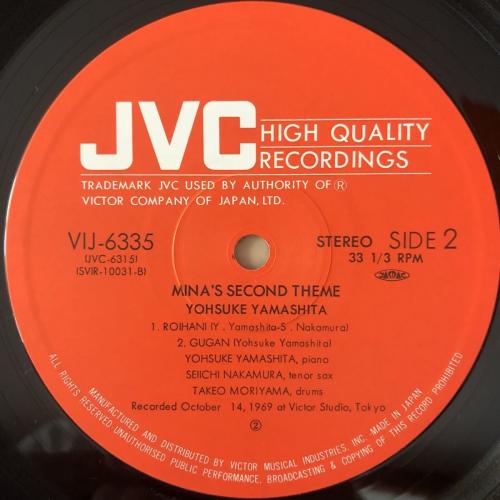 JVC HIGH QUALITY
RECORDINGS
TRADEMARK JVC USED BY AUTHORITY OF Ⓡ
VICTOR COMPANY OF JAPAN, LTD.
VIJ-6335
(JVC-6315)
(SVIR-10031-B)
STEREO SIDE 2
33 1/3 RPM
JASRAC
MINA'S SECOND THEME
YOHSUKE YAMASHITA
1. ROIHANI (Y. Yamashita-S. Nakamura)
2. GUGAN (Yohsuke Yamashita)
YOHSUKE YAMASHITA, piano
SEIICHI NAKAMURA, tenor sax
TAKEO MORIYAMA, drums
Recorded October 14, 1969 at Victor Studio, Tokyo
②
MANUFACTURED AND DISTRIBUTED BY VICTOR MUSICAL INDUSTRIES, INC. MADE IN JAPAN
ALL RIGHTS RESERVED. UNAUTHORISED PUBLIC PERFORMANCE, BROADCASTING & COPYING OF THIS RECORD PROHIBITED